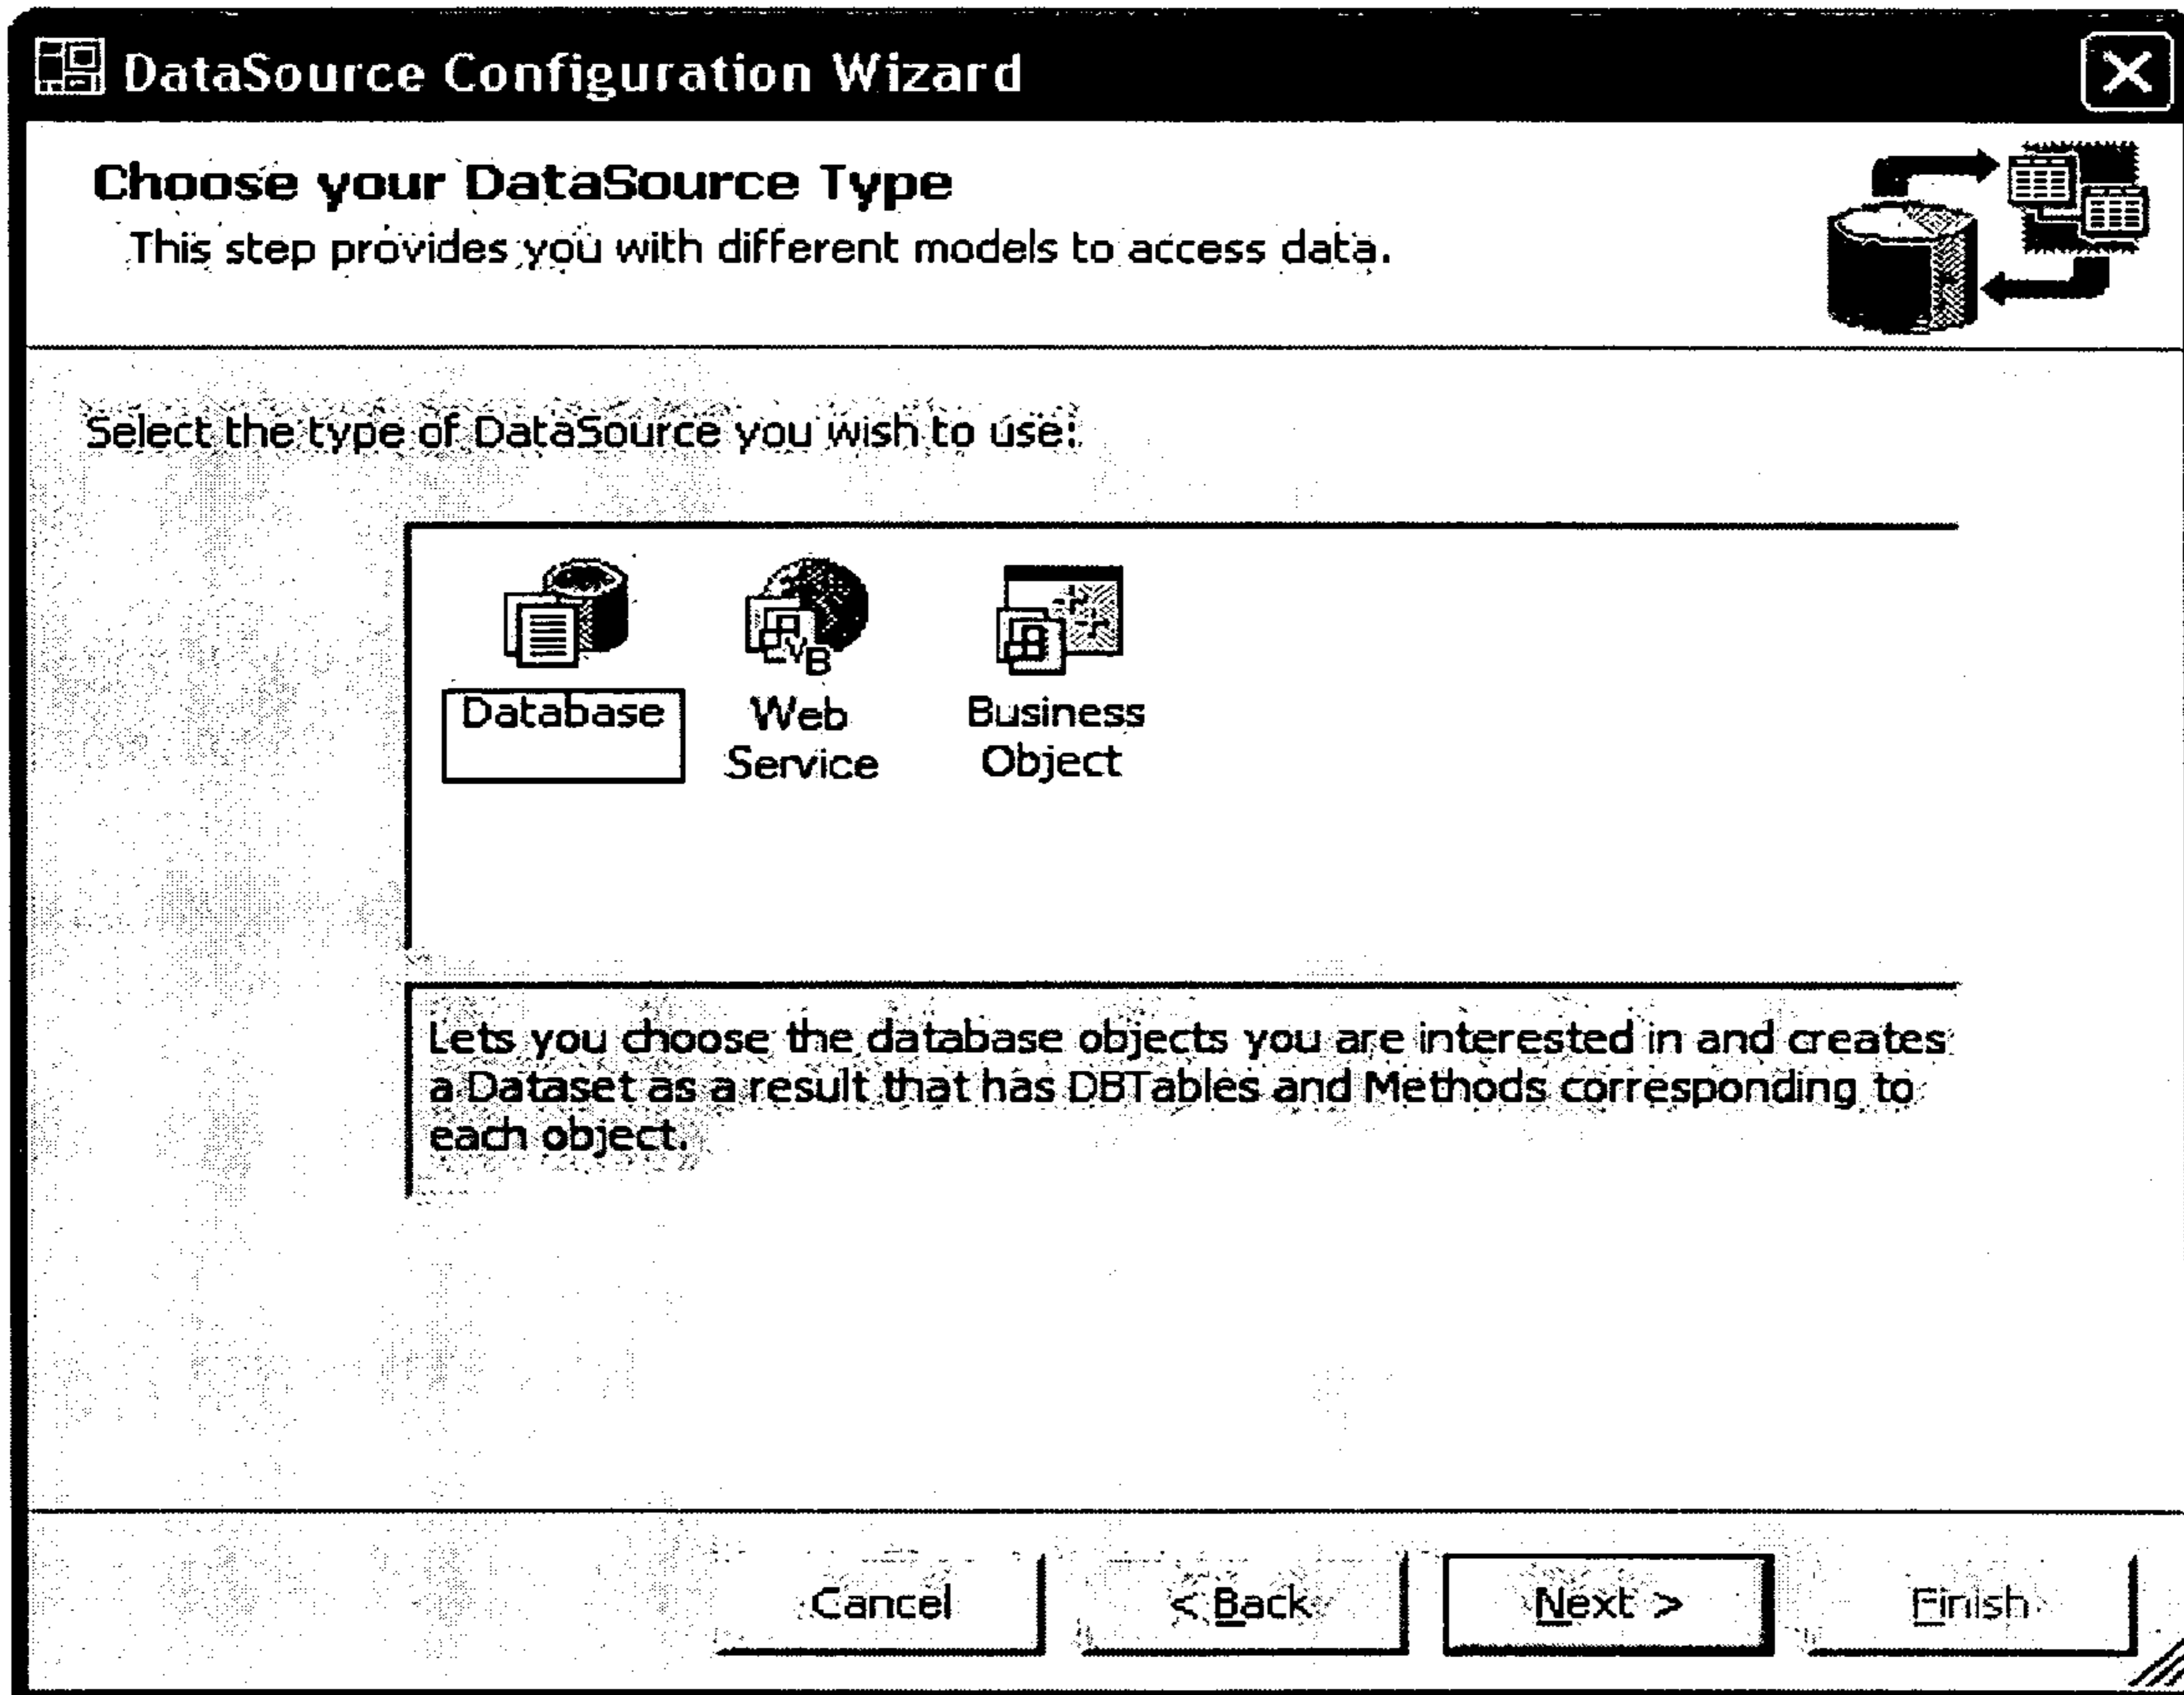 DataSource Configuration Wizard
Choose your DataSource Type
This step provides you with different models to access data.
Select the type of DataSource you wish to use:
Database
Web
Service
Business
Object
Lets you choose the database objects you are interested in and creates
a Dataset as a result that has DBTables and Methods corresponding to
each object.
Cancel
< Back
Next >
Finish